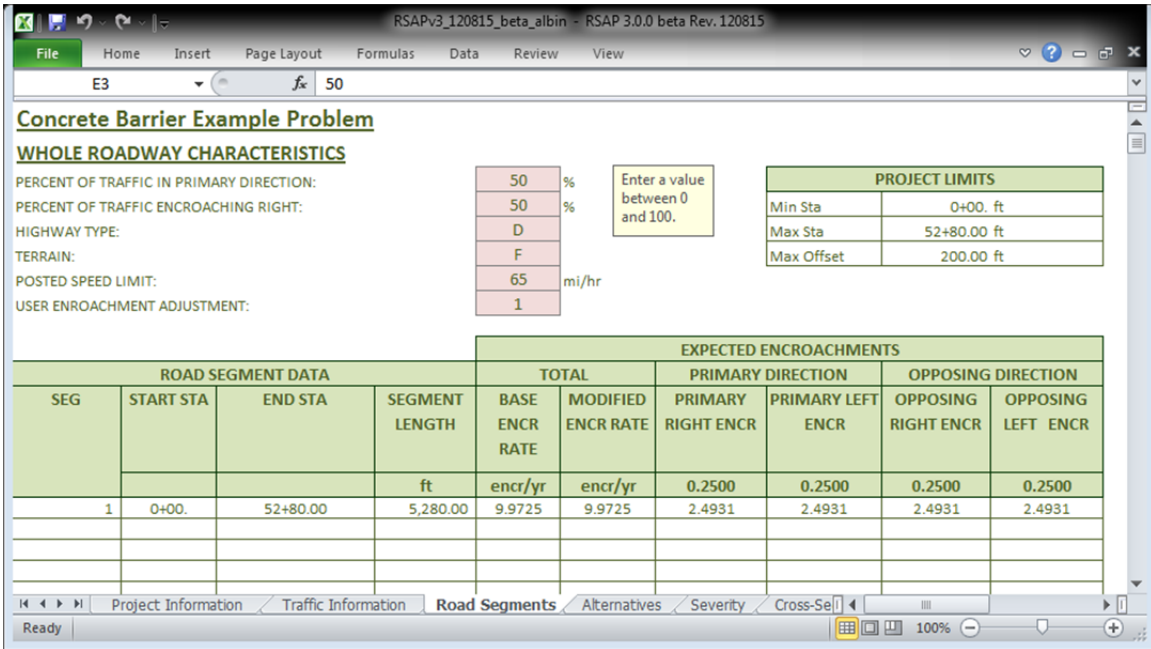 RSAPv3_120815_beta_albin - RSAP 3.0.0 beta Rev. 120815
File Home Insert Page Layout Formulas Data Review View
E3 fx 50
Concrete Barrier Example Problem
WHOLE ROADWAY CHARACTERISTICS
PERCENT OF TRAFFIC IN PRIMARY DIRECTION: 50 %
PERCENT OF TRAFFIC ENCROACHING RIGHT: 50 %
HIGHWAY TYPE: D
TERRAIN: F
POSTED SPEED LIMIT: 65 mi/hr
USER ENROACHMENT ADJUSTMENT: 1
Enter a value
between 0
and 100.
PROJECT LIMITS
Min Sta 0+00. ft
Max Sta 52+80.00 ft
Max Offset 200.00 ft
EXPECTED ENCROACHMENTS
ROAD SEGMENT DATA TOTAL PRIMARY DIRECTION OPPOSING DIRECTION
SEG START STA END STA SEGMENT BASE MODIFIED PRIMARY PRIMARY LEFT OPPOSING OPPOSING
LENGTH ENCR ENCR RATE RIGHT ENCR ENCR RIGHT ENCR LEFT ENCR
RATE
ft encr/yr encr/yr 0.2500 0.2500 0.2500 0.2500
1 0+00. 52+80.00 5,280.00 9.9725 9.9725 2.4931 2.4931 2.4931 2.4931
Project Information Traffic Information Road Segments Alternatives Severity Cross-Se
Ready 100%